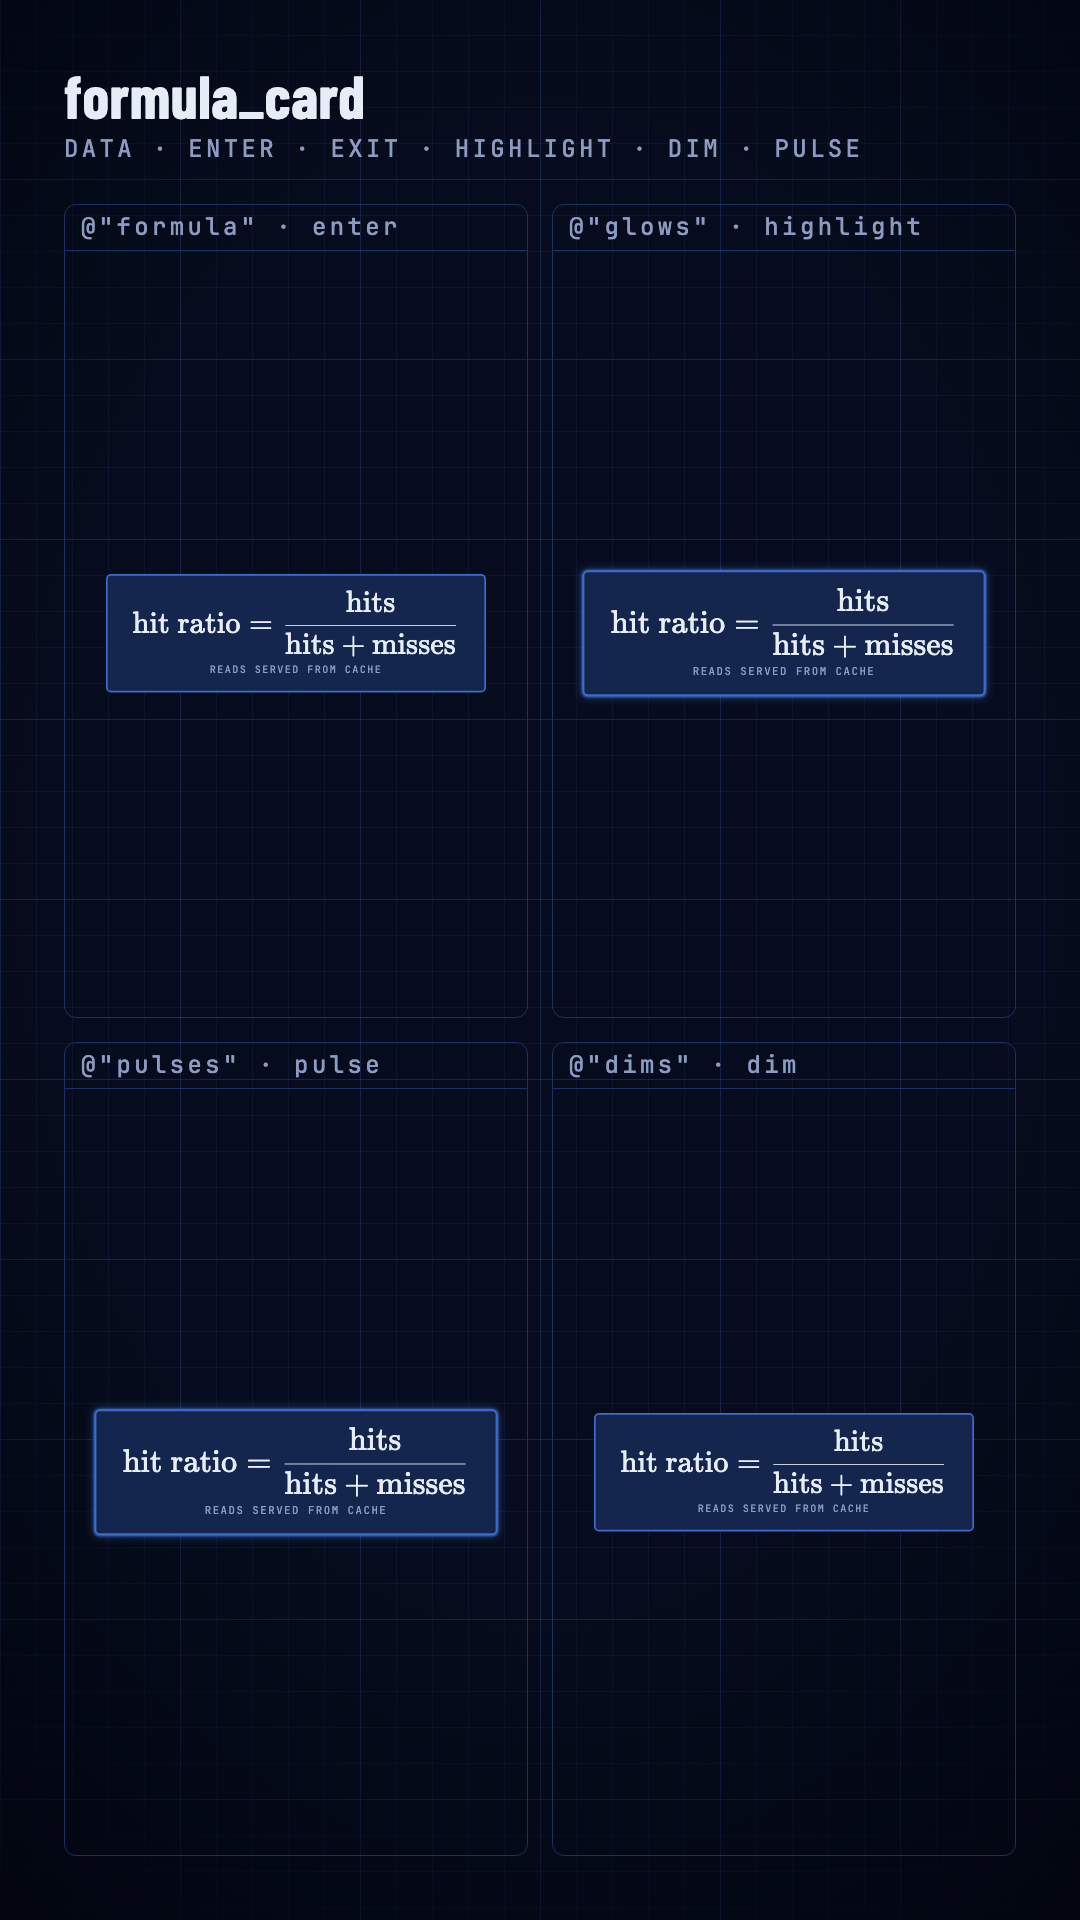 formula_card
DATA · ENTER · EXIT · HIGHLIGHT · DIM · PULSE
@"formula" · enter
hit ratio = hits / hits + misses
READS SERVED FROM CACHE
@"glows" · highlight
hit ratio = hits / hits + misses
READS SERVED FROM CACHE
@"pulses" · pulse
hit ratio = hits / hits + misses
READS SERVED FROM CACHE
@"dims" · dim
hit ratio = hits / hits + misses
READS SERVED FROM CACHE